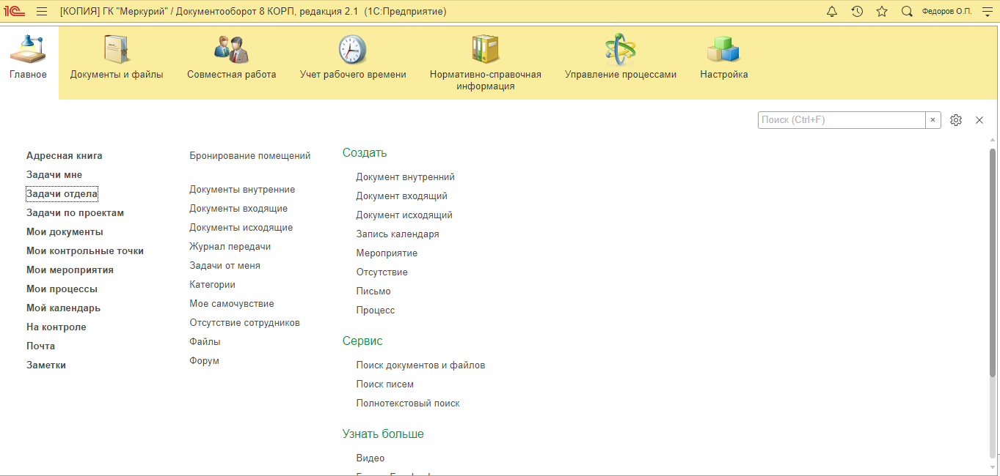 [КОПИЯ] ГК "Меркурий" / Документооборот 8 КОРП, редакция 2.1 (1С:Предприятие)
Федоров О.П.
Главное
Документы и файлы
Совместная работа
Учет рабочего времени
Нормативно-справочная
информация
Управление процессами
Настройка
Поиск (Ctrl+F)
Адресная книга
Задачи мне
Задачи отдела
Задачи по проектам
Мои документы
Мои контрольные точки
Мои мероприятия
Мои процессы
Мой календарь
На контроле
Почта
Заметки
Бронирование помещений
Документы внутренние
Документы входящие
Документы исходящие
Журнал передачи
Задачи от меня
Категории
Мое самочувствие
Отсутствие сотрудников
Файлы
Форум
Создать
Документ внутренний
Документ входящий
Документ исходящий
Запись календаря
Мероприятие
Отсутствие
Письмо
Процесс
Сервис
Поиск документов и файлов
Поиск писем
Полнотекстовый поиск
Узнать больше
Видео